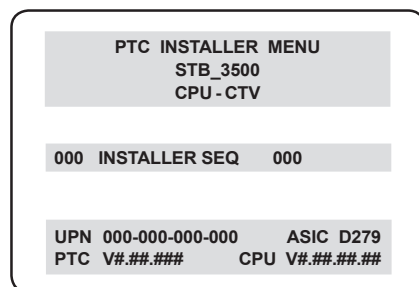 PTC INSTALLER MENU
STB_3500
CPU - CTV
000 INSTALLER SEQ 000
UPN 000-000-000-000 ASIC D279
PTC V#.##.### CPU V#.##.##.##